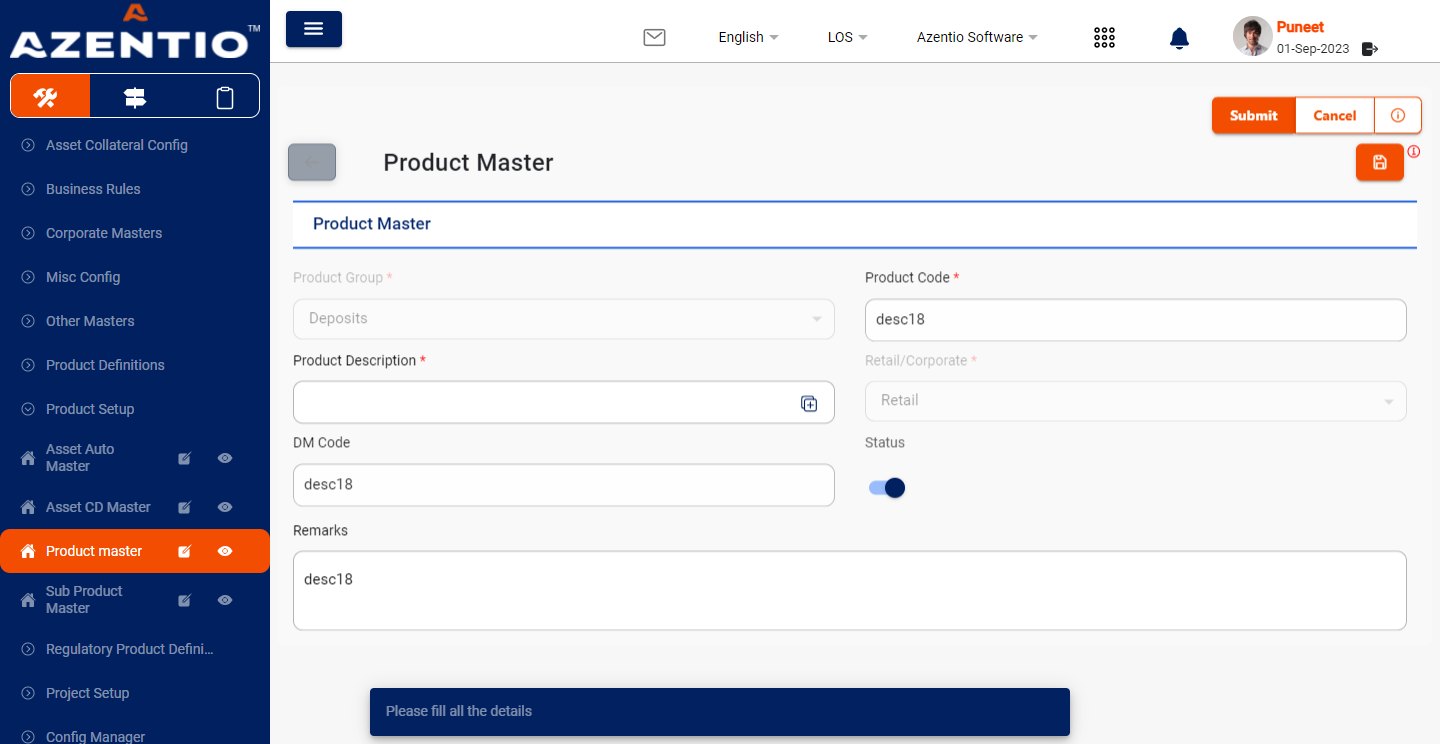 AZENTIO™
English
LOS
Azentio Software
Puneet
01-Sep-2023
Asset Collateral Config
Business Rules
Corporate Masters
Misc Config
Other Masters
Product Definitions
Product Setup
Asset Auto
Master
Asset CD Master
Product master
Sub Product
Master
Regulatory Product Defini...
Project Setup
Config Manager
Submit
Cancel
Product Master
Product Master
Product Group *
Deposits
Product Code *
desc18
Product Description *
Retail/Corporate *
Retail
DM Code
desc18
Status
Remarks
desc18
Please fill all the details